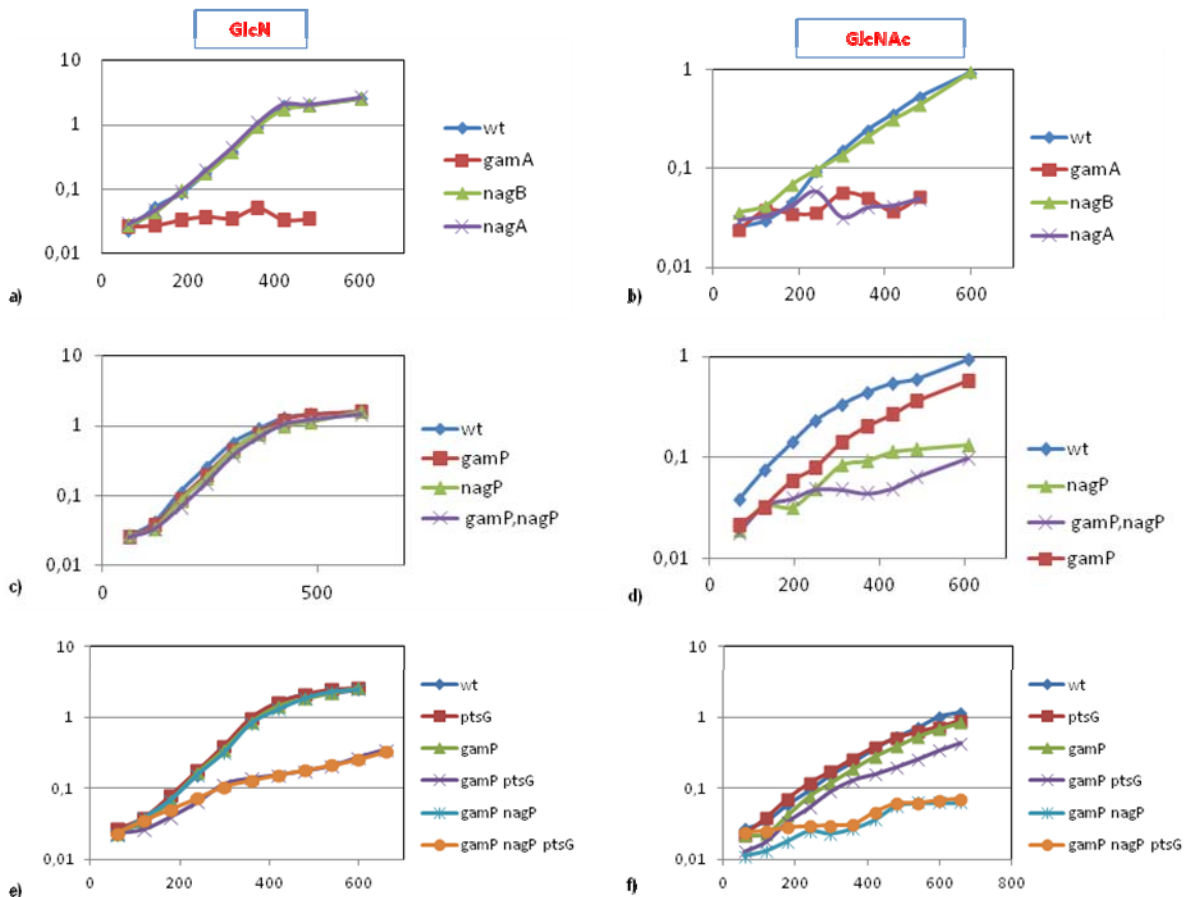 GlcN
10
1
0,1
0,01
0
200
400
600
wt
gamA
nagB
nagA
a)
GlcNAc
1
0,1
0,01
0
200
400
600
wt
gamA
nagB
nagA
b)
10
1
0,1
0,01
0
500
wt
gamP
nagP
gamP,nagP
c)
1
0,1
0,01
0
200
400
600
wt
nagP
gamP,nagP
gamP
d)
10
1
0,1
0,01
0
200
400
600
wt
ptsG
gamP
gamP ptsG
gamP nagP
gamP nagP ptsG
e)
10
1
0,1
0,01
0
200
400
600
800
wt
ptsG
gamP
gamP ptsG
gamP nagP
gamP nagP ptsG
f)